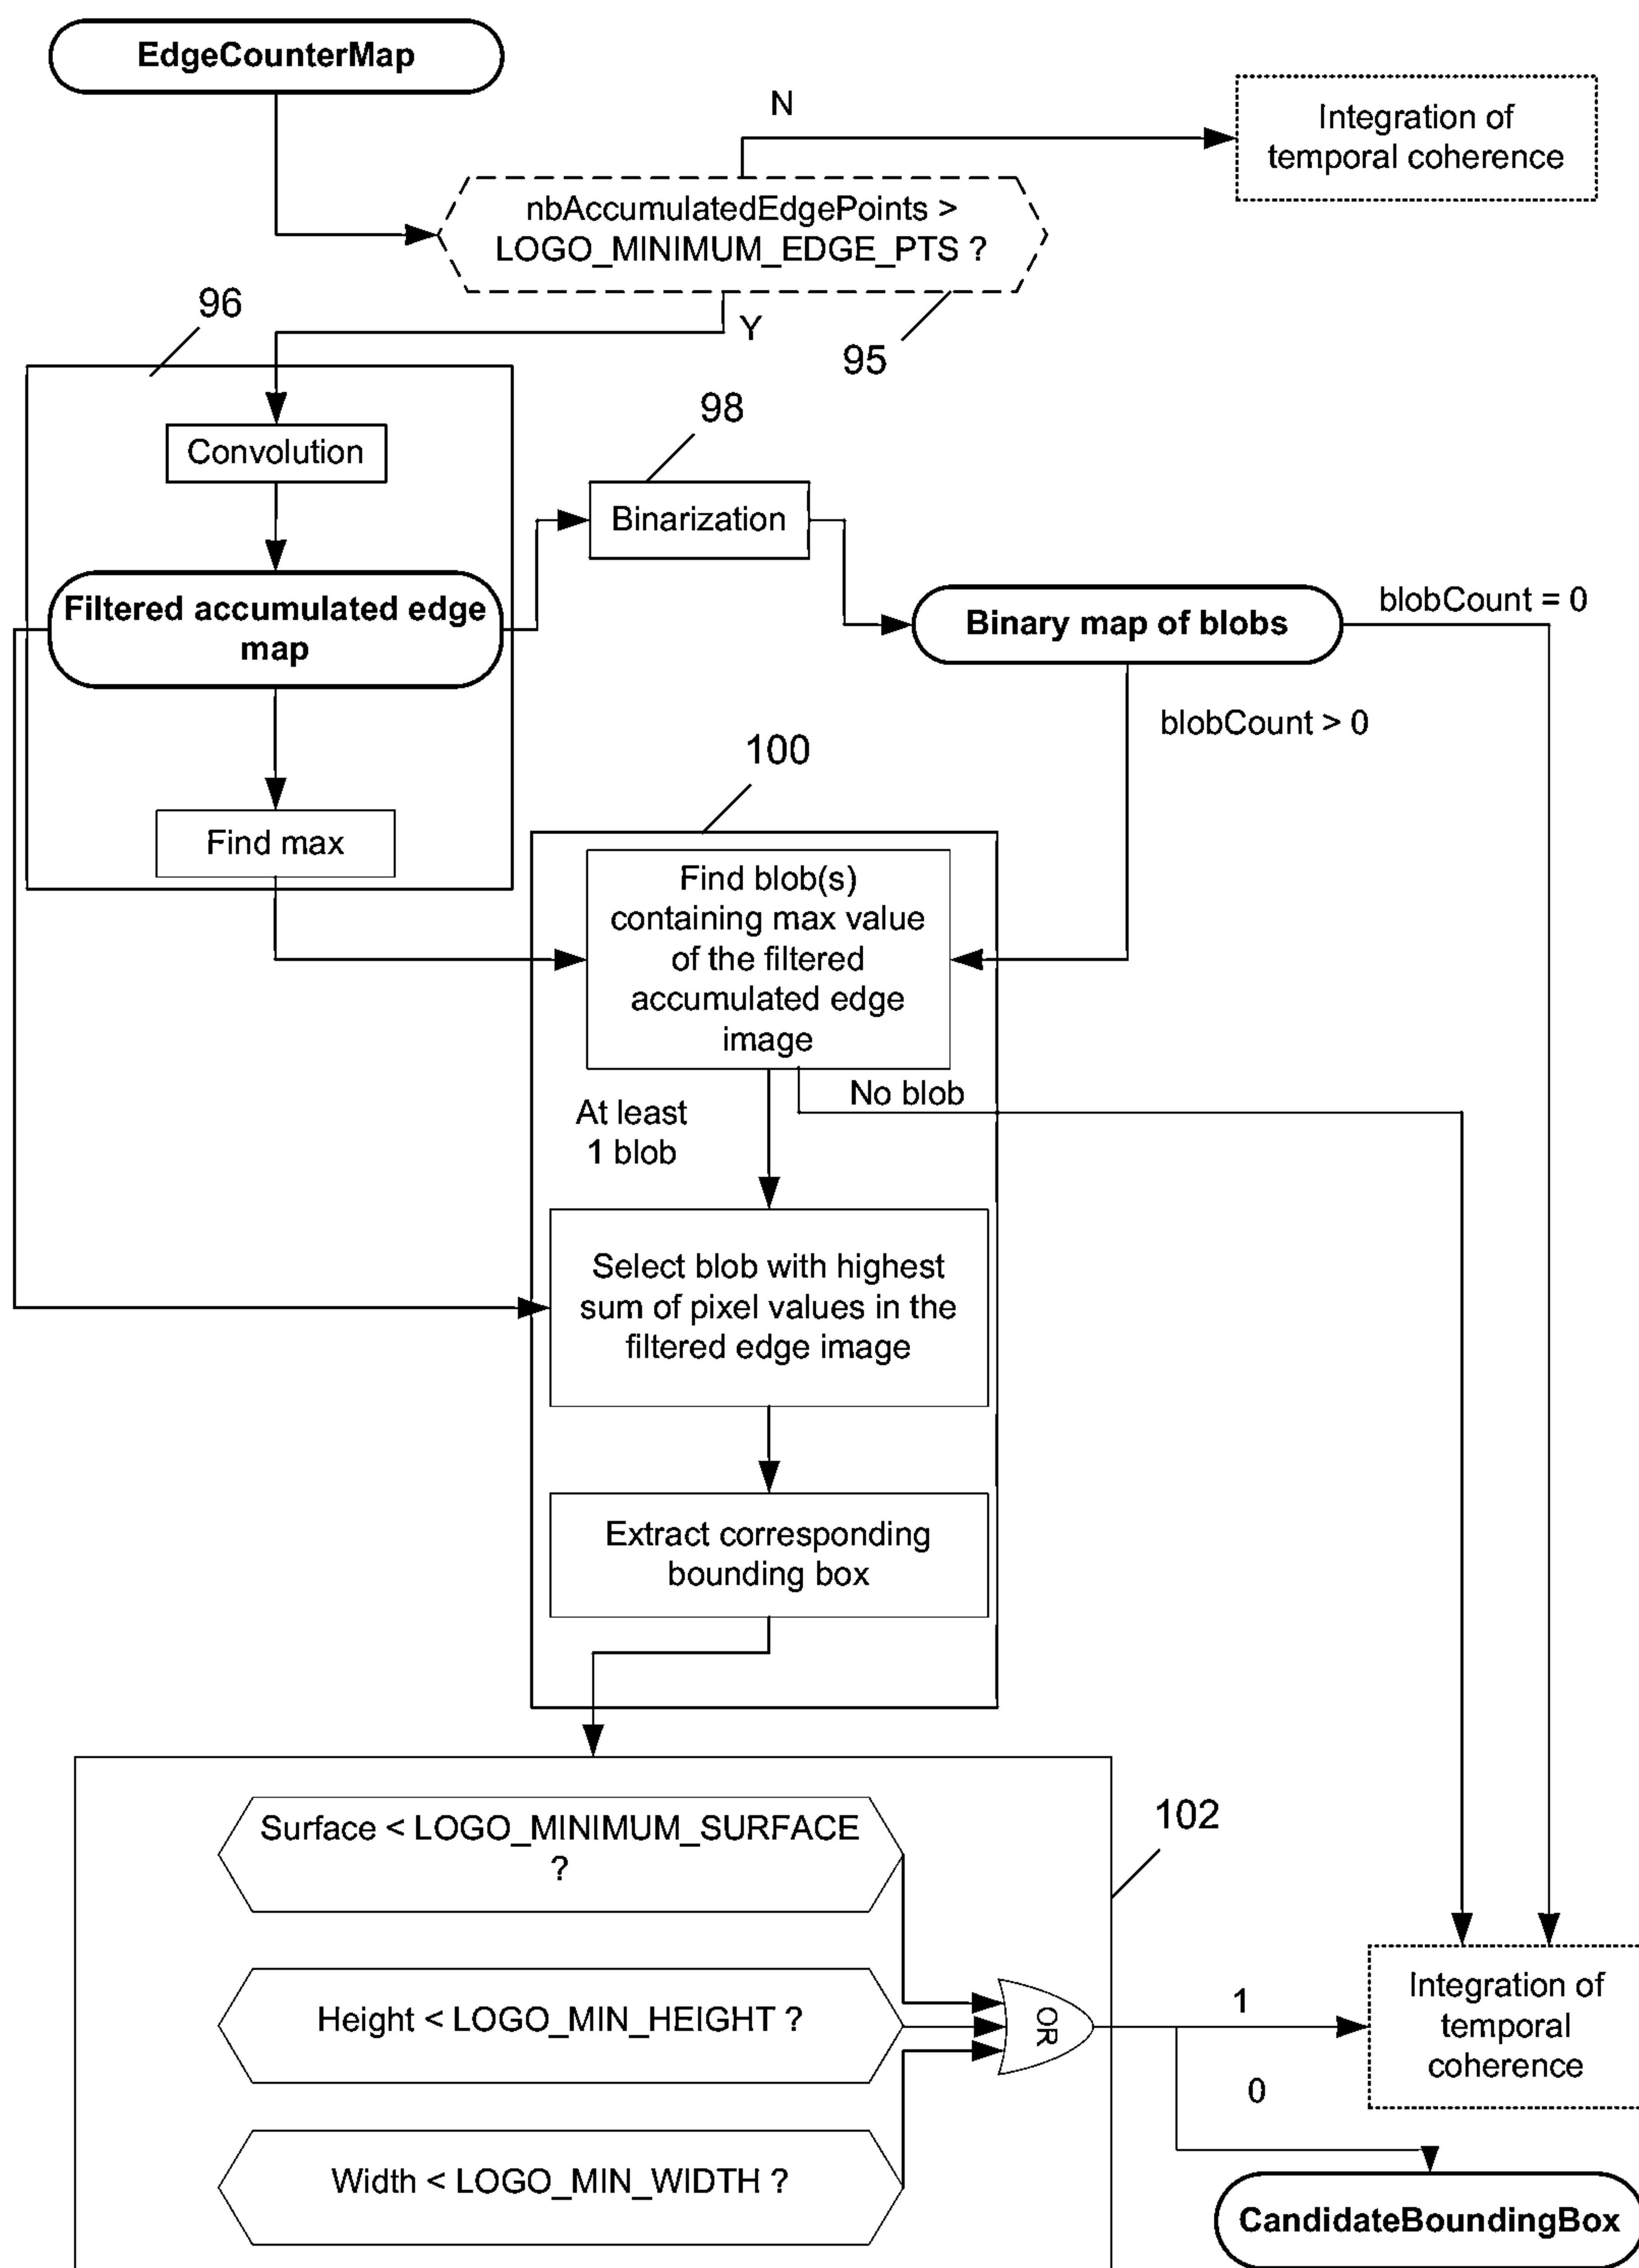 EdgeCounterMap
N
Integration of
temporal coherence
nbAccumulatedEdgePoints >
LOGO_MINIMUM_EDGE_PTS ?
96
Y
95
98
Convolution
Binarization
Filtered accumulated edge
map
Binary map of blobs
blobCount = 0
blobCount > 0
100
Find max
Find blob(s)
containing max value
of the filtered
accumulated edge
image
No blob
At least
1 blob
Select blob with highest
sum of pixel values in the
filtered edge image
Extract corresponding
bounding box
102
Surface < LOGO_MINIMUM_SURFACE
?
Height < LOGO_MIN_HEIGHT ?
OR
1
Integration of
temporal
coherence
0
Width < LOGO_MIN_WIDTH ?
CandidateBoundingBox